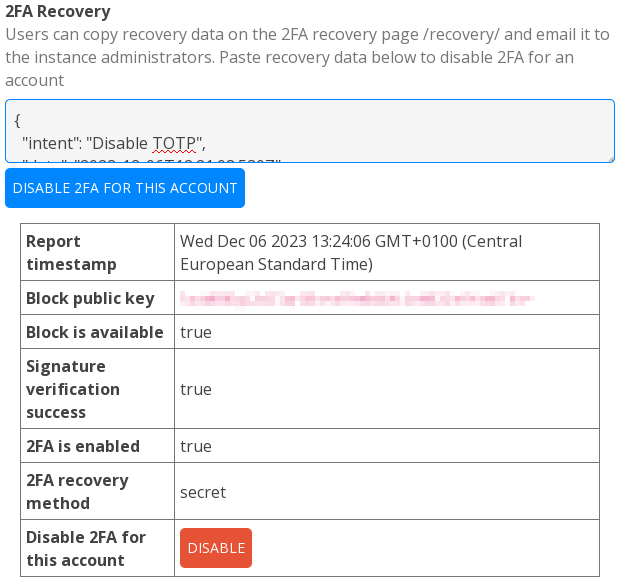 2FA Recovery
Users can copy recovery data on the 2FA recovery page /recovery/ and email it to
the instance administrators. Paste recovery data below to disable 2FA for an
account
{
"intent": "Disable TOTP",
DISABLE 2FA FOR THIS ACCOUNT
Report timestamp
Wed Dec 06 2023 13:24:06 GMT+0100 (Central
European Standard Time)
Block public key
Block is available
true
Signature
verification
success
true
2FA is enabled
true
2FA recovery
method
secret
Disable 2FA for
this account
DISABLE